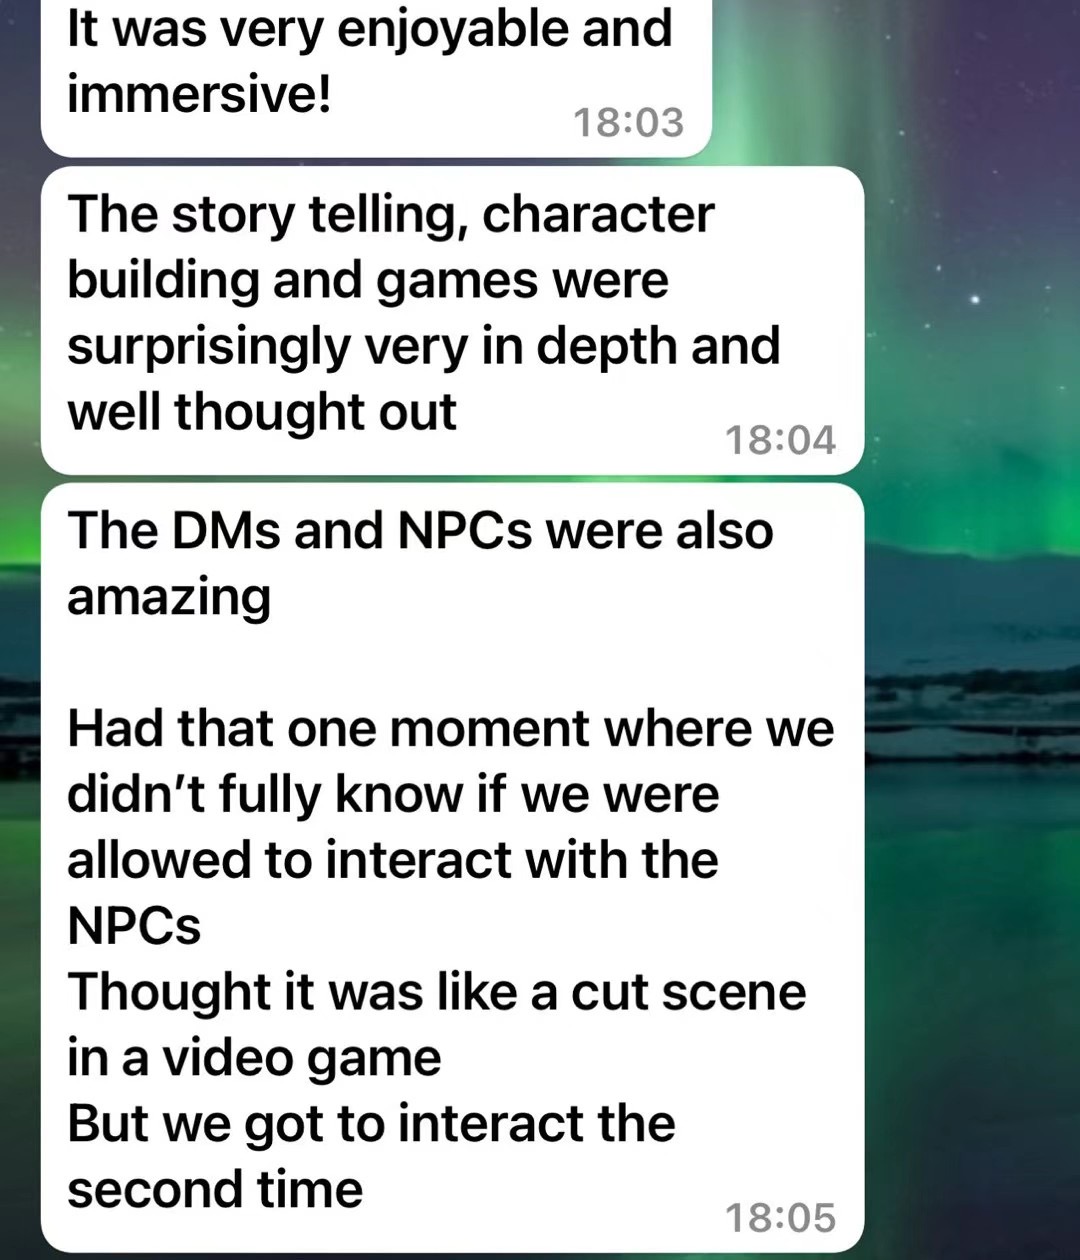 It was very enjoyable and
immersive!
18:03
The story telling, character
building and games were
surprisingly very in depth and
well thought out
18:04
The DMs and NPCs were also
amazing
Had that one moment where we
didn’t fully know if we were
allowed to interact with the
NPCs
Thought it was like a cut scene
in a video game
But we got to interact the
second time
18:05